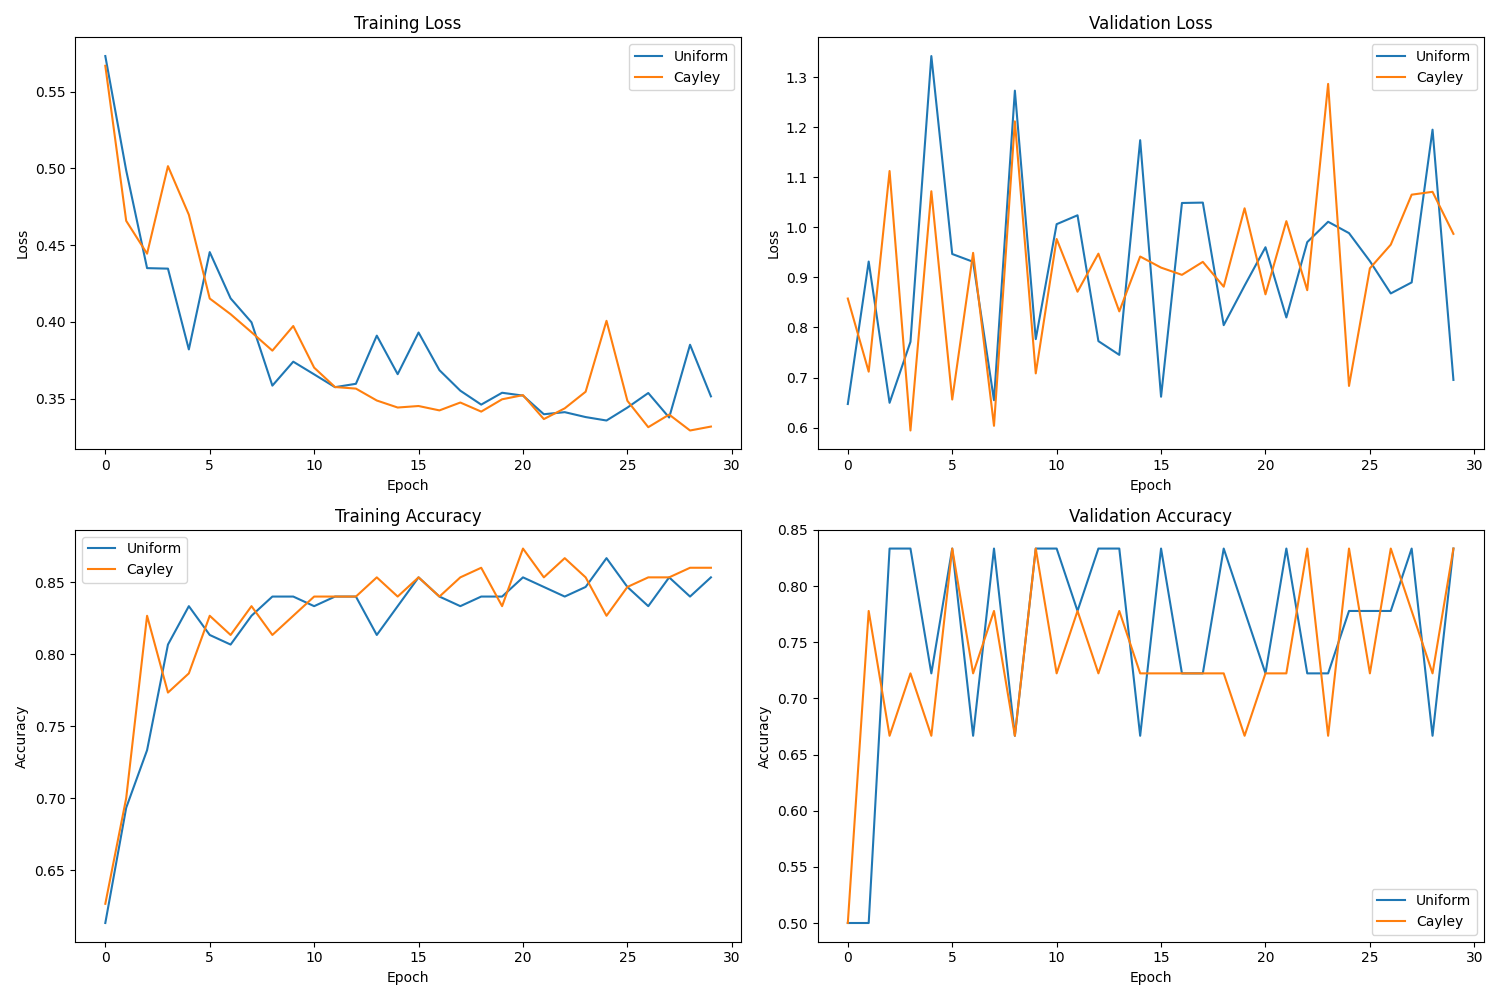 Training Loss
Uniform
Cayley
0.55
0.50
0.45
0.40
0.35
Loss
0 5 10 15 20 25 30
Epoch
Validation Loss
Uniform
Cayley
1.3
1.2
1.1
1.0
0.9
0.8
0.7
0.6
Loss
0 5 10 15 20 25 30
Epoch
Training Accuracy
Uniform
Cayley
0.85
0.80
0.75
0.70
0.65
Accuracy
0 5 10 15 20 25 30
Epoch
Validation Accuracy
0.85
0.80
0.75
0.70
0.65
0.60
0.55
0.50
Accuracy
Uniform
Cayley
0 5 10 15 20 25 30
Epoch